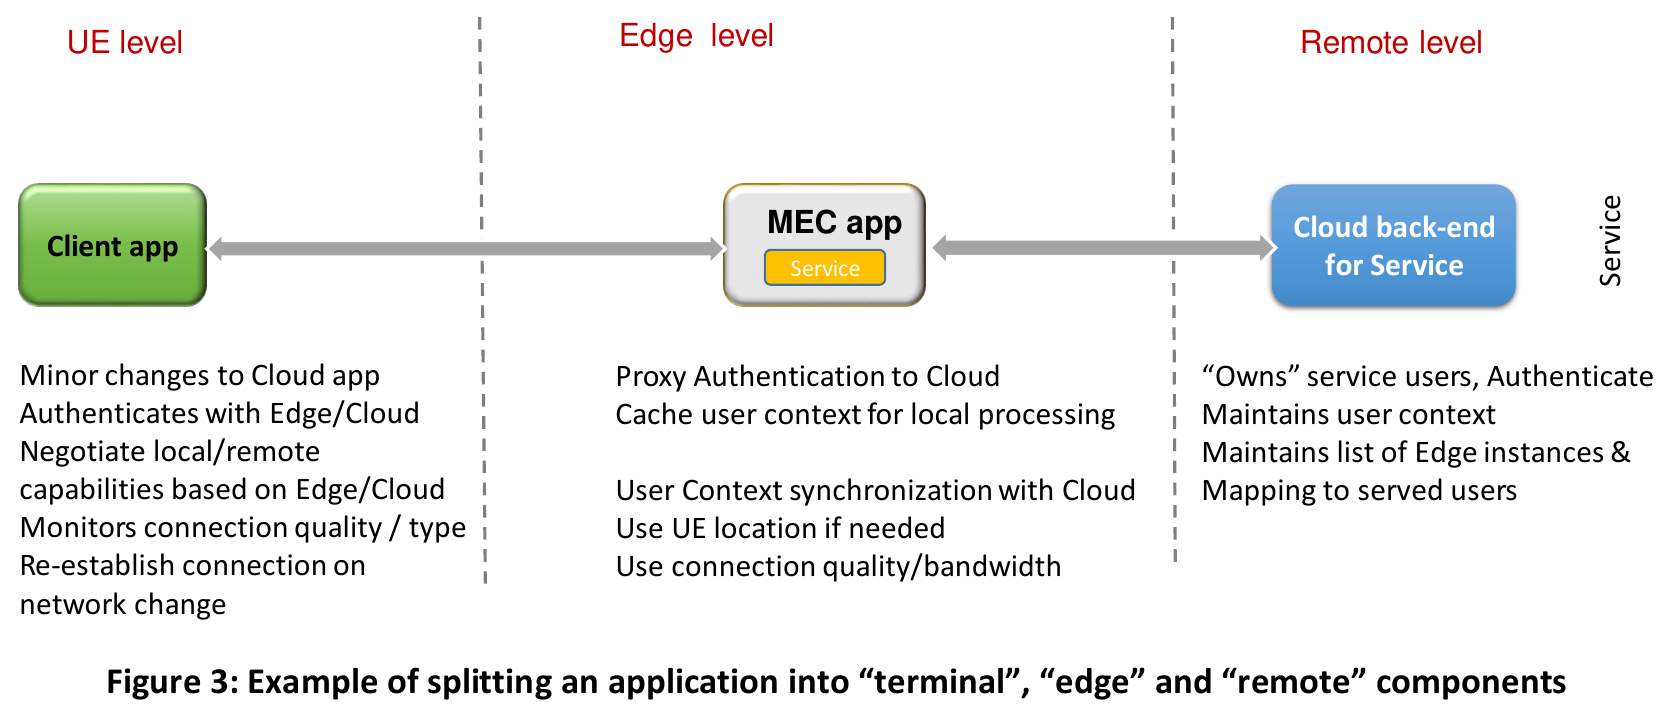 UE level
Edge  level
Remote level
Client app
MEC app
Service
Cloud back-end
for Service
Service
Minor changes to Cloud app
Authenticates with Edge/Cloud
Negotiate local/remote
capabilities based on Edge/Cloud
Monitors connection quality / type
Re-establish connection on
network change
Proxy Authentication to Cloud
Cache user context for local processing
User Context synchronization with Cloud
Use UE location if needed
Use connection quality/bandwidth
“Owns” service users, Authenticate
Maintains user context
Maintains list of Edge instances &
Mapping to served users
Figure 3: Example of splitting an application into “terminal”, “edge” and “remote” components